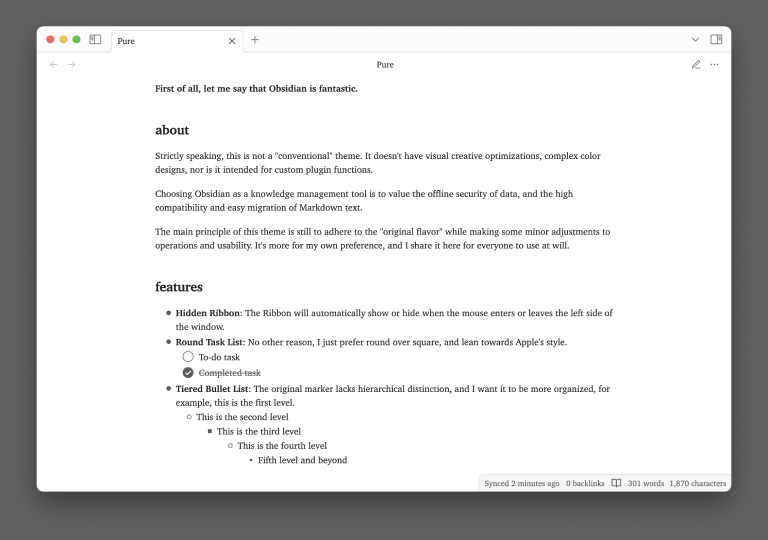 Pure
Pure
First of all, let me say that Obsidian is fantastic.
about
Strictly speaking, this is not a "conventional" theme. It doesn't have visual creative optimizations, complex color
designs, nor is it intended for custom plugin functions.
Choosing Obsidian as a knowledge management tool is to value the offline security of data, and the high
compatibility and easy migration of Markdown text.
The main principle of this theme is still to adhere to the "original flavor" while making some minor adjustments to
operations and usability. It's more for my own preference, and I share it here for everyone to use at will.
features
Hidden Ribbon: The Ribbon will automatically show or hide when the mouse enters or leaves the left side of
the window.
Round Task List: No other reason, I just prefer round over square, and lean towards Apple's style.
To-do task
Completed task
Tiered Bullet List: The original marker lacks hierarchical distinction, and I want it to be more organized, for
example, this is the first level.
This is the second level
This is the third level
This is the fourth level
Fifth level and beyond
Synced 2 minutes ago 0 backlinks 301 words 1,870 characters